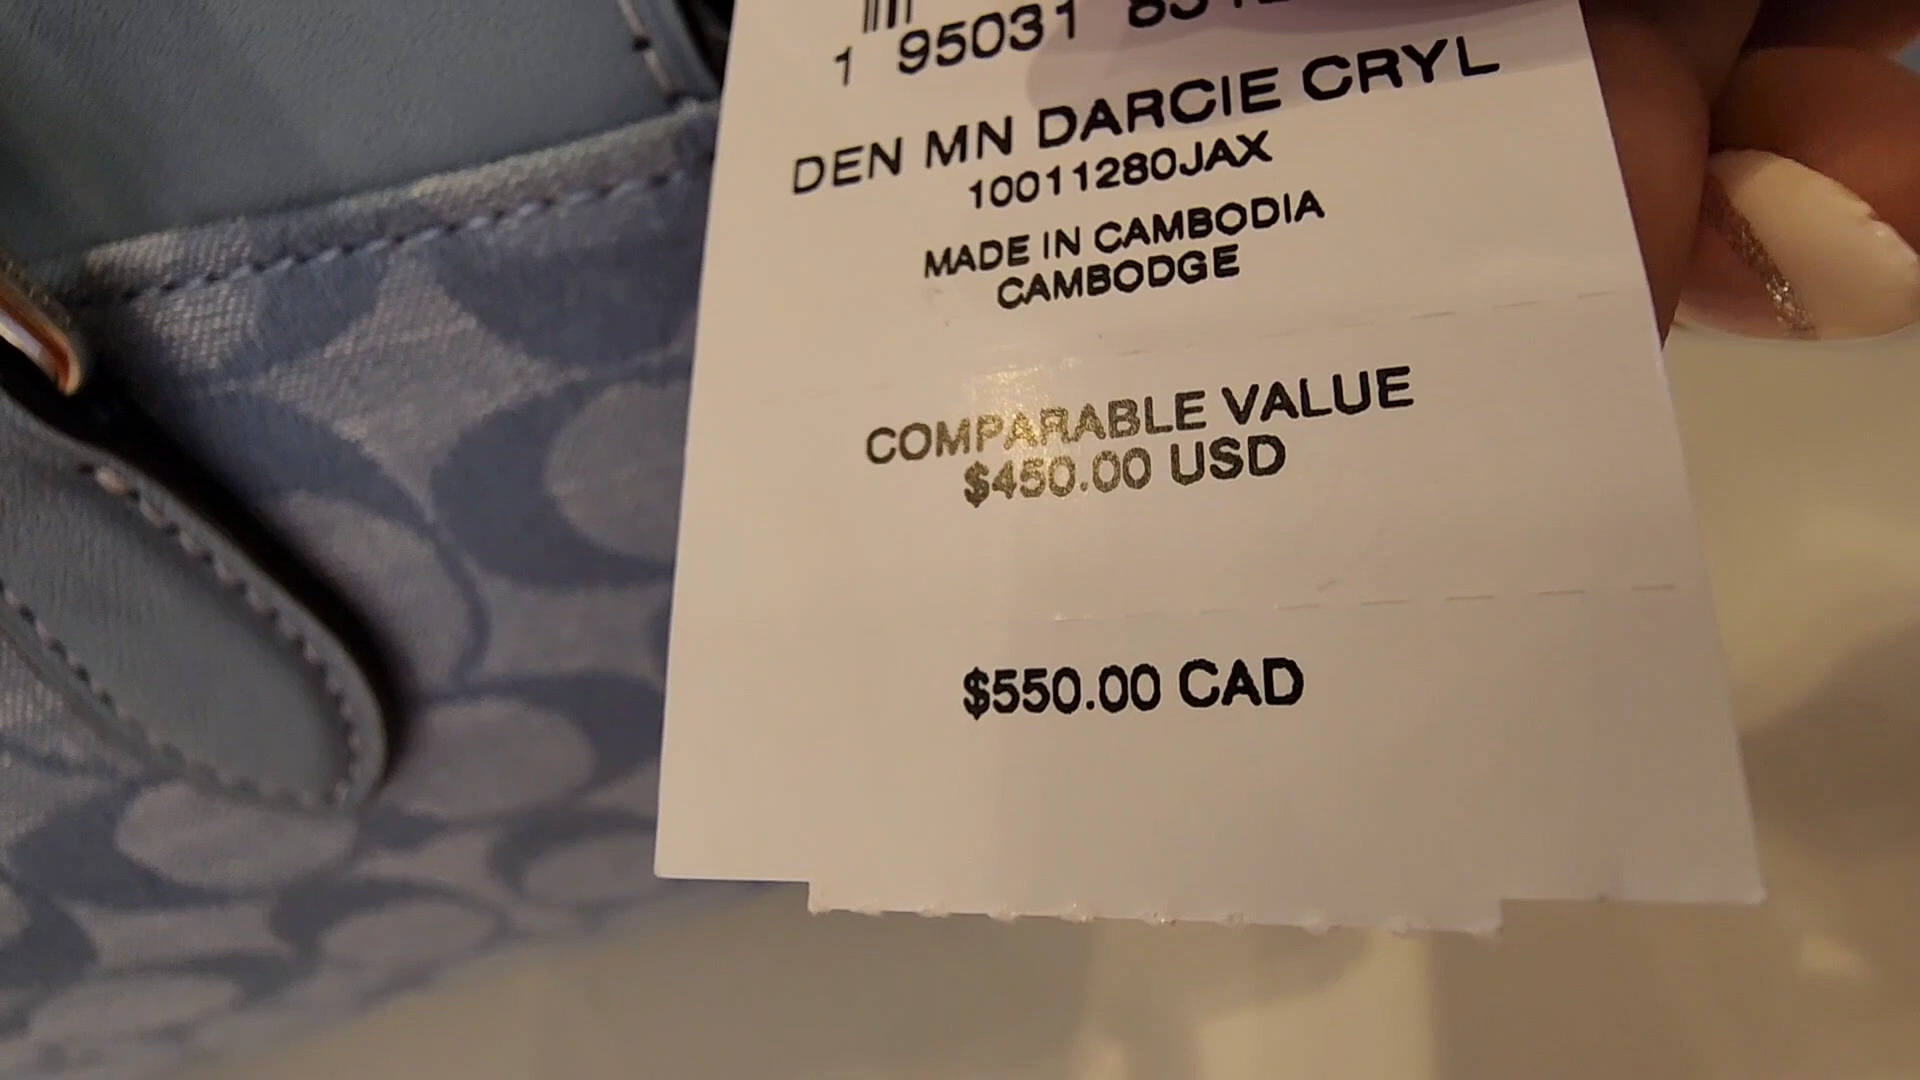 1 95031
DEN MN DARCIE CRYL
10011280JAX
MADE IN CAMBODIA
CAMBODGE
COMPARABLE VALUE
$450.00 USD
$550.00 CAD